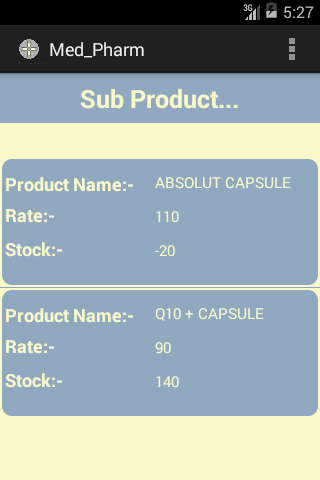 3G 5:27
Med_Pharm
Sub Product...
Product Name:- ABSOLUT CAPSULE
Rate:- 110
Stock:- -20
Product Name:- Q10 + CAPSULE
Rate:- 90
Stock:- 140